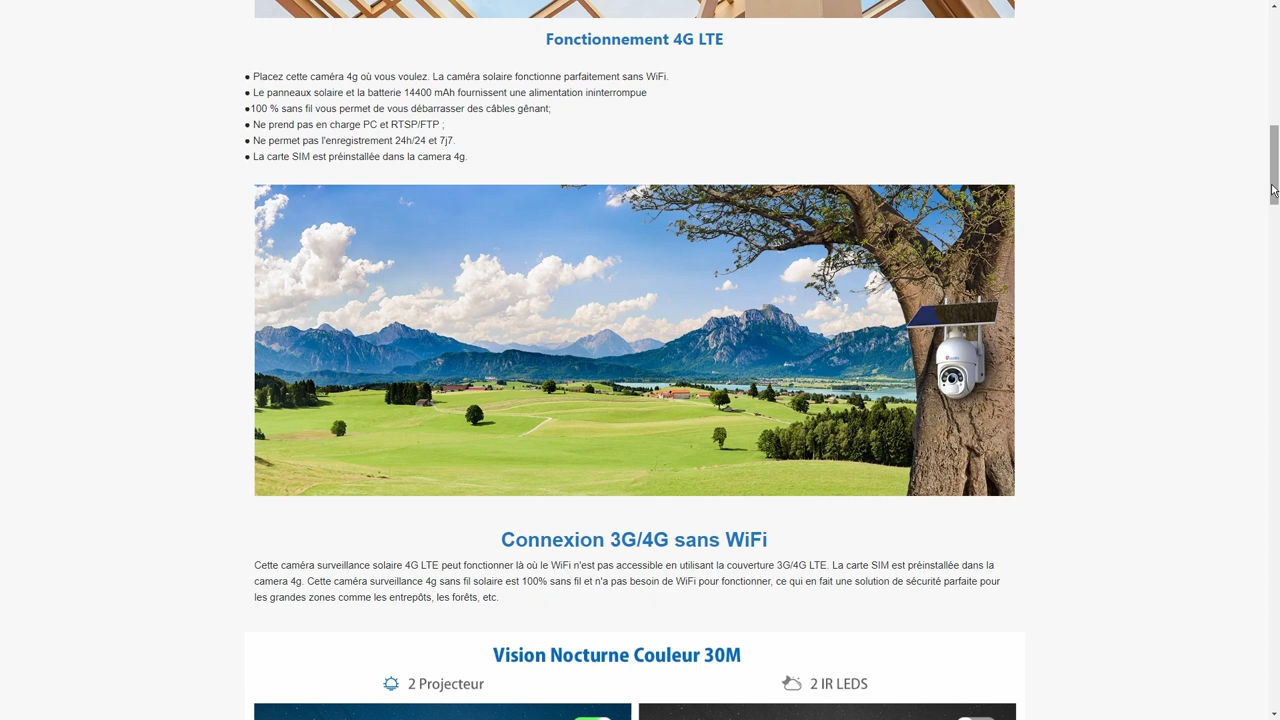 Fonctionnement 4G LTE
● Placez cette caméra 4g où vous voulez. La caméra solaire fonctionne parfaitement sans WiFi.
● Le panneaux solaire et la batterie 14400 mAh fournissent une alimentation ininterrompue
●100 % sans fil vous permet de vous débarrasser des câbles gênant;
● Ne prend pas en charge PC et RTSP/FTP ;
● Ne permet pas l'enregistrement 24h/24 et 7j7.
● La carte SIM est préinstallée dans la camera 4g.
Connexion 3G/4G sans WiFi
Cette caméra surveillance solaire 4G LTE peut fonctionner là où le WiFi n'est pas accessible en utilisant la couverture 3G/4G LTE. La carte SIM est préinstallée dans la
camera 4g. Cette caméra surveillance 4g sans fil solaire est 100% sans fil et n'a pas besoin de WiFi pour fonctionner, ce qui en fait une solution de sécurité parfaite pour
les grandes zones comme les entrepôts, les forêts, etc.
Vision Nocturne Couleur 30M
2 Projecteur
2 IR LEDS